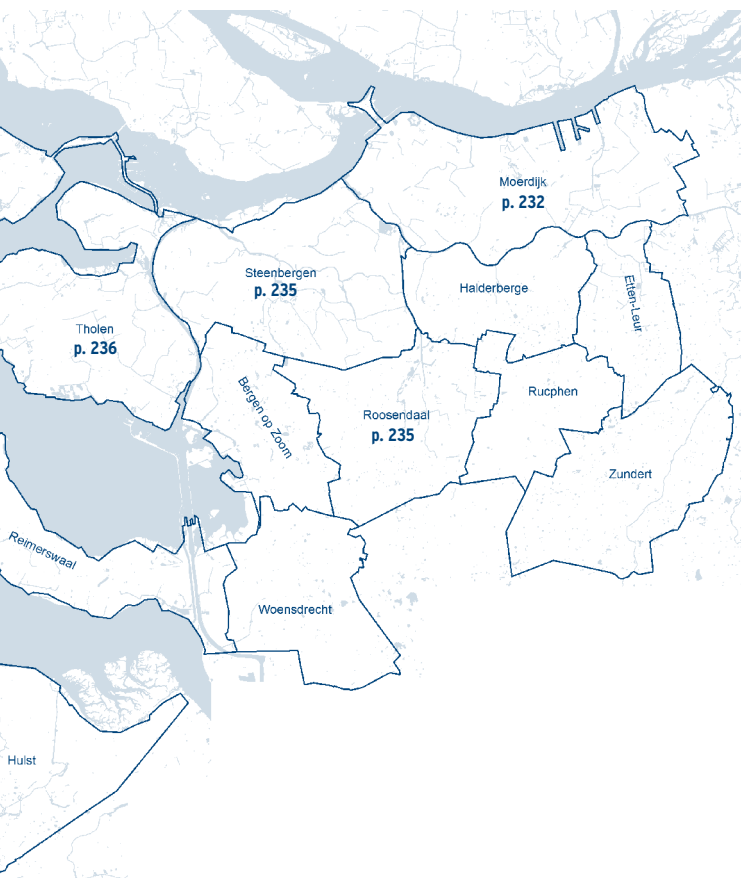 Moerdijk
p. 232
Steenbergen
p. 235
Halderberge
Etten-Leur
Tholen
p. 236
Bergen op Zoom
Roosendaal
p. 235
Rucphen
Zundert
Reimerswaal
Woensdrecht
Hulst